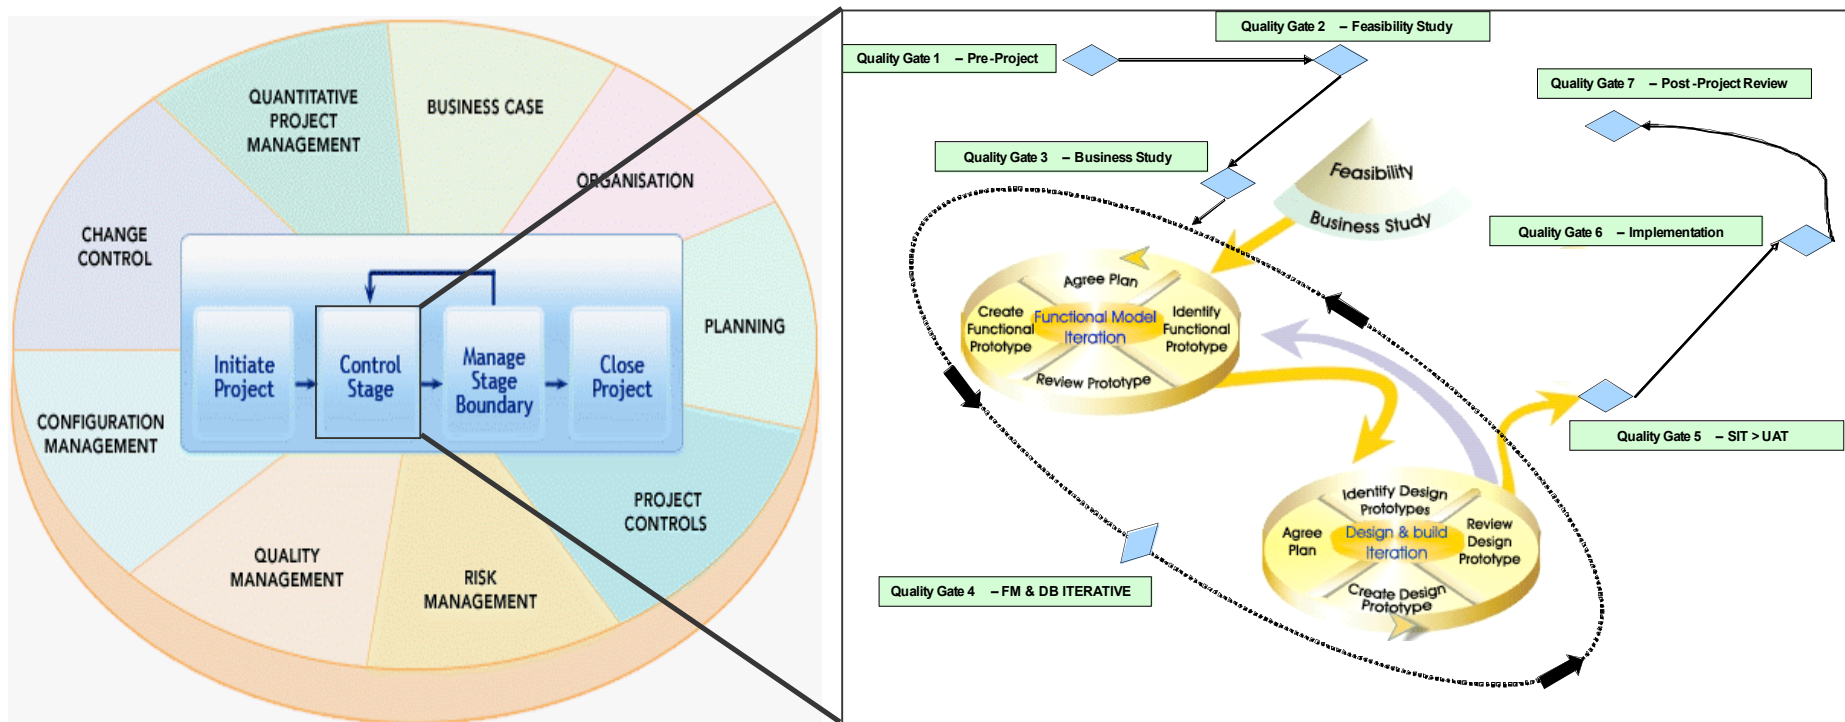 QUANTITATIVE
PROJECT
MANAGEMENT
BUSINESS CASE
ORGANISATION
CHANGE
CONTROL
PLANNING
Initiate
Project
Control
Stage
Manage
Stage
Boundary
Close
Project
CONFIGURATION
MANAGEMENT
PROJECT
CONTROLS
QUALITY
MANAGEMENT
RISK
MANAGEMENT
Quality Gate 1 – Pre-Project
Quality Gate 2 – Feasibility Study
Quality Gate 7 – Post-Project Review
Quality Gate 3 – Business Study
Feasibility
Business Study
Quality Gate 6 – Implementation
Agree Plan
Create
Functional
Prototype
Functional Model
Iteration
Identify
Functional
Prototype
Review Prototype
Quality Gate 5 – SIT > UAT
Identify Design
Prototypes
Agree
Plan
Design & build
Iteration
Review
Design
Prototype
Create Design
Prototype
Quality Gate 4 – FM & DB ITERATIVE